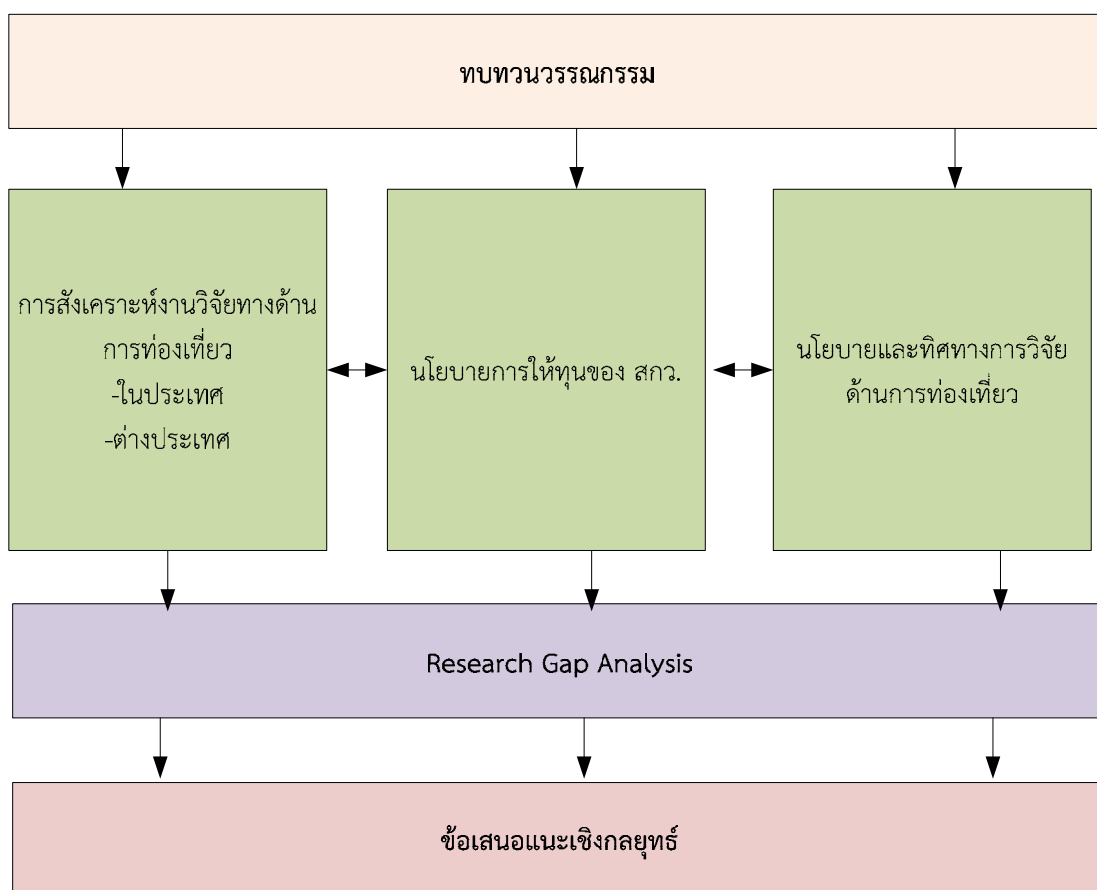 ทบทวนวรรณกรรม
การสังเคราะห์งานวิจัยทางด้าน
การท่องเที่ยว
-ในประเทศ
-ต่างประเทศ
นโยบายการให้ทุนของ สกว.
นโยบายและทิศทางการวิจัย
ด้านการท่องเที่ยว
Research Gap Analysis
ข้อเสนอแนะเชิงกลยุทธ์